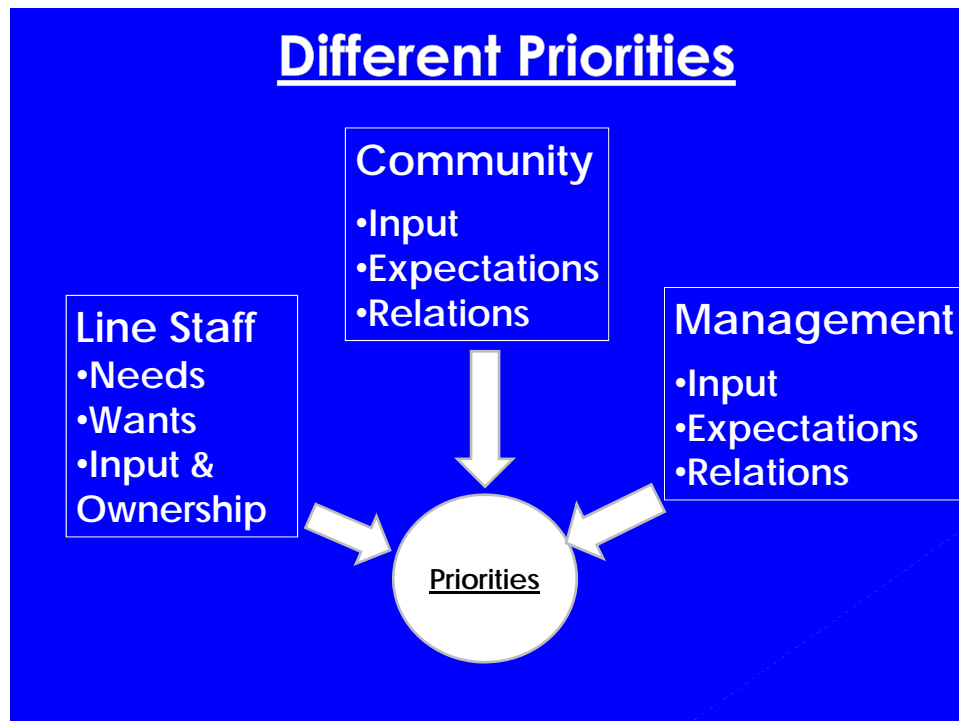 Different Priorities
Community
•Input
•Expectations
•Relations
Line Staff
•Needs
•Wants
•Input &
Ownership
Management
•Input
•Expectations
•Relations
Priorities